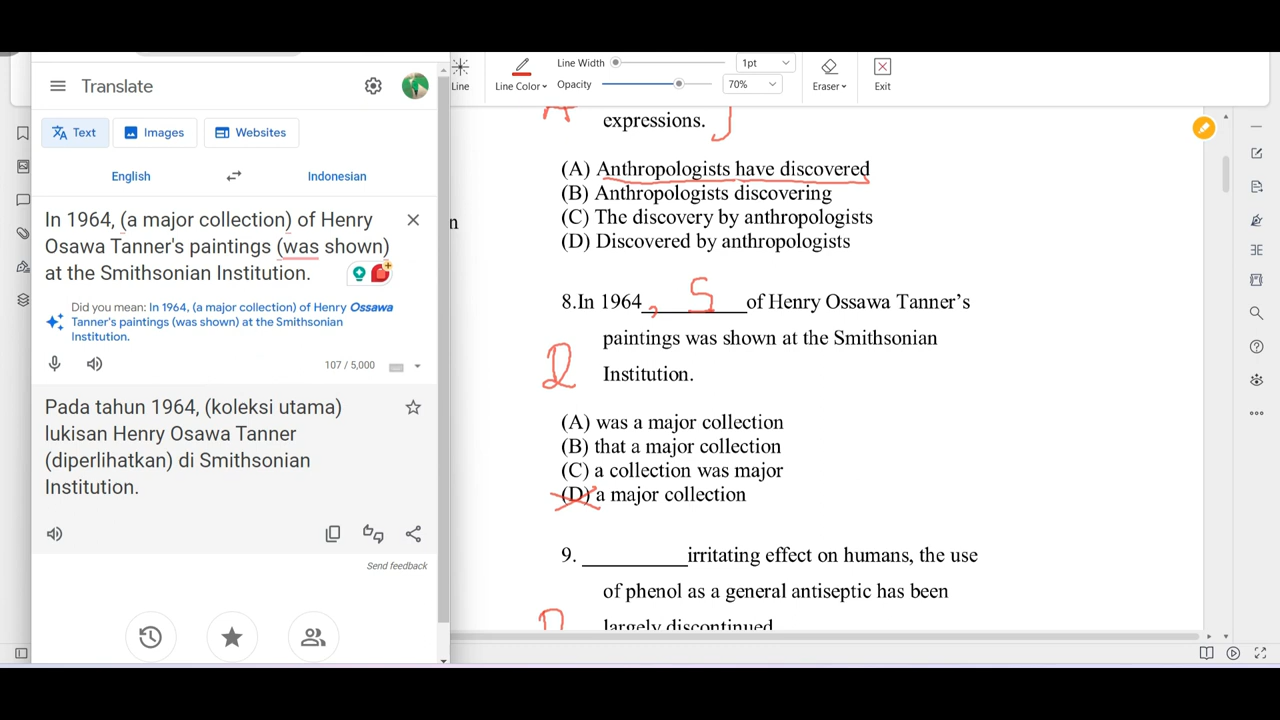 Translate
Text
Images
Websites
English
Indonesian
In 1964, (a major collection) of Henry
Osawa Tanner's paintings (was shown)
at the Smithsonian Institution.
Did you mean: In 1964, (a major collection) of Henry Ossawa
Tanner's paintings (was shown) at the Smithsonian
Institution.
107 / 5,000
Pada tahun 1964, (koleksi utama)
lukisan Henry Osawa Tanner
(diperlihatkan) di Smithsonian
Institution.
Send feedback
Line
Line Color
Line Width
1pt
Opacity
70%
Eraser
Exit
n
A expressions.
(A) Anthropologists have discovered
(B) Anthropologists discovering
(C) The discovery by anthropologists
(D) Discovered by anthropologists
8.In 1964, S of Henry Ossawa Tanner’s
paintings was shown at the Smithsonian
D Institution.
(A) was a major collection
(B) that a major collection
(C) a collection was major
(D) a major collection
9. __________irritating effect on humans, the use
of phenol as a general antiseptic has been
largely discontinued